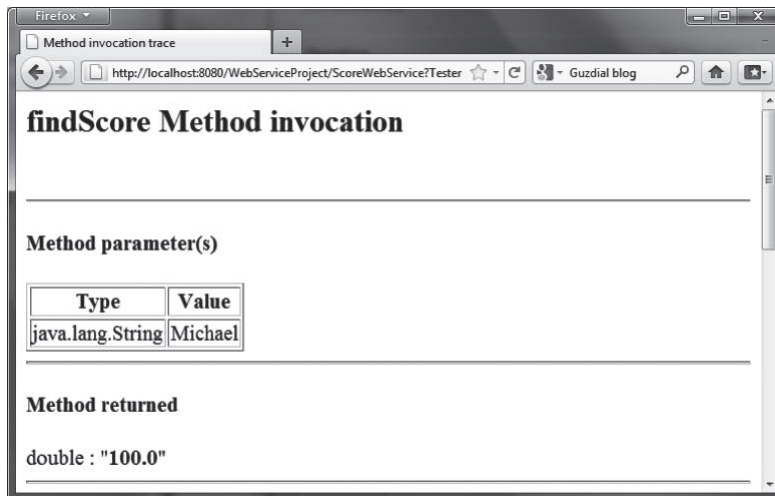 Firefox
Method invocation trace
http://localhost:8080/WebServiceProject/ScoreWebService?Tester
Guzdial blog
findScore Method invocation
Method parameter(s)
Type Value
java.lang.String Michael
Method returned
double : "100.0"